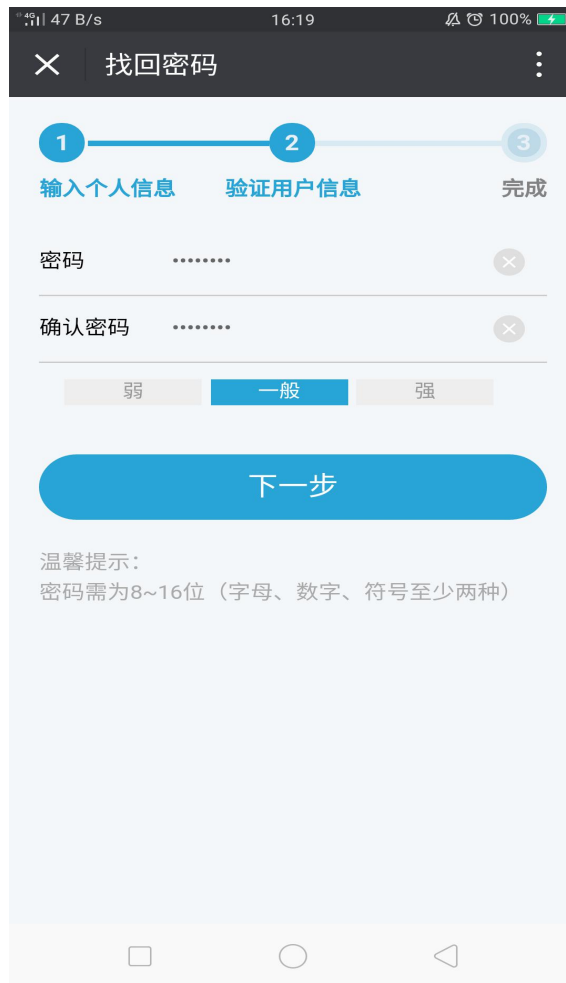 4G 47 B/s 16:19 100%
找回密码
1 2 3
输入个人信息 验证用户信息 完成
密码 ••••••••
确认密码 ••••••••
弱 一般 强
下一步
温馨提示：
密码需为8~16位（字母、数字、符号至少两种）